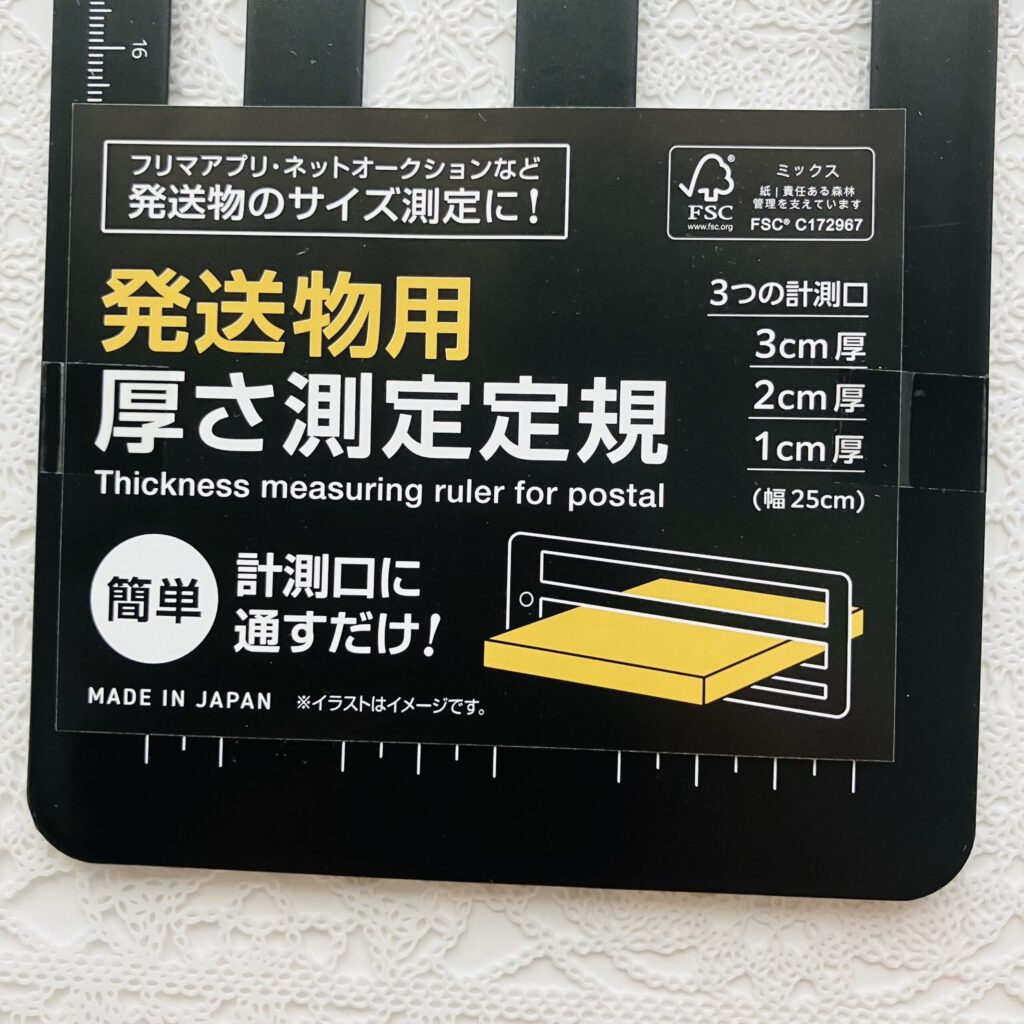 16
フリマアプリ・ネットオークションなど
発送物のサイズ測定に!
FSC®
www.fsc.org
ミックス
紙 | 責任ある森林
管理を支えています
FSC® C172967
発送物用
厚さ測定定規
Thickness measuring ruler for postal
3つの計測口
3cm厚
2cm厚
1cm厚
(幅25cm)
簡単
計測口に
通すだけ!
MADE IN JAPAN ※イラストはイメージです。